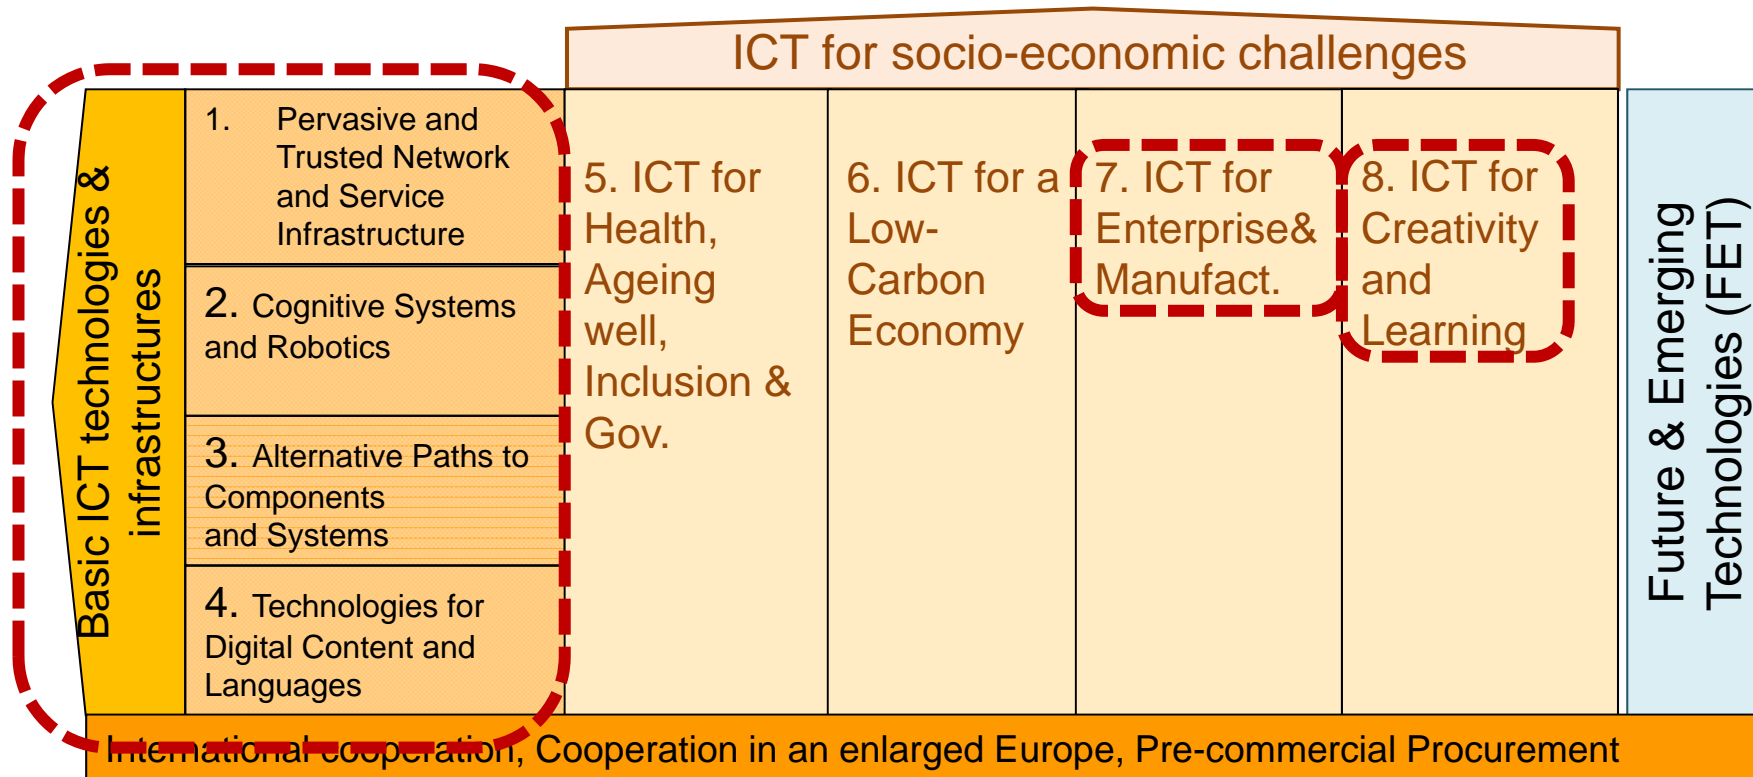 ICT for socio-economic challenges
Basic ICT technologies &
infrastructures
1. Pervasive and
Trusted Network
and Service
Infrastructure
2. Cognitive Systems
and Robotics
3. Alternative Paths to
Components
and Systems
4. Technologies for
Digital Content and
Languages
5. ICT for
Health,
Ageing
well,
Inclusion &
Gov.
6. ICT for a
Low-
Carbon
Economy
7. ICT for
Enterprise&
Manufact.
8. ICT for
Creativity
and
Learning
Future & Emerging
Technologies (FET)
International cooperation, Cooperation in an enlarged Europe, Pre-commercial Procurement